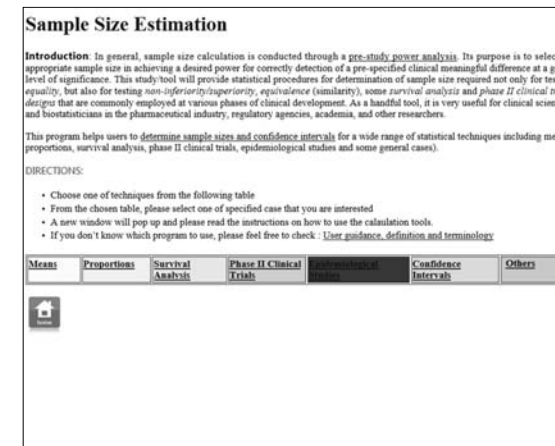 Sample Size Estimation
Introduction: In general, sample size calculation is conducted through a pre-study power analysis. Its purpose is to selec
appropriate sample size in achieving a desired power for correctly detection of a pre-specified clinical meaningful difference at a g
level of significance. This study/tool will provide statistical procedures for determination of sample size required not only for tes
equality, but also for testing non-inferiority/superiority, equivalence (similarity), some survival analysis and phase II clinical tr
designs that are commonly employed at various phases of clinical development. As a handful tool, it is very useful for clinical scien
and biostatisticians in the pharmaceutical industry, regulatory agencies, academia, and other researchers.
This program helps users to determine sample sizes and confidence intervals for a wide range of statistical techniques including me
proportions, survival analysis, phase II clinical trials, epidemiological studies and some general cases).
DIRECTIONS:
• Choose one of techniques from the following table
• From the chosen table, please select one of specified case that you are interested
• A new window will pop up and please read the instructions on how to use the calaulation tools.
• If you don't know which program to use, please feel free to check : User guidance, definition and terminology
Means Proportions Survival Phase II Clinical Epidemiological Confidence Others
Analysis Trials Studies Intervals
home